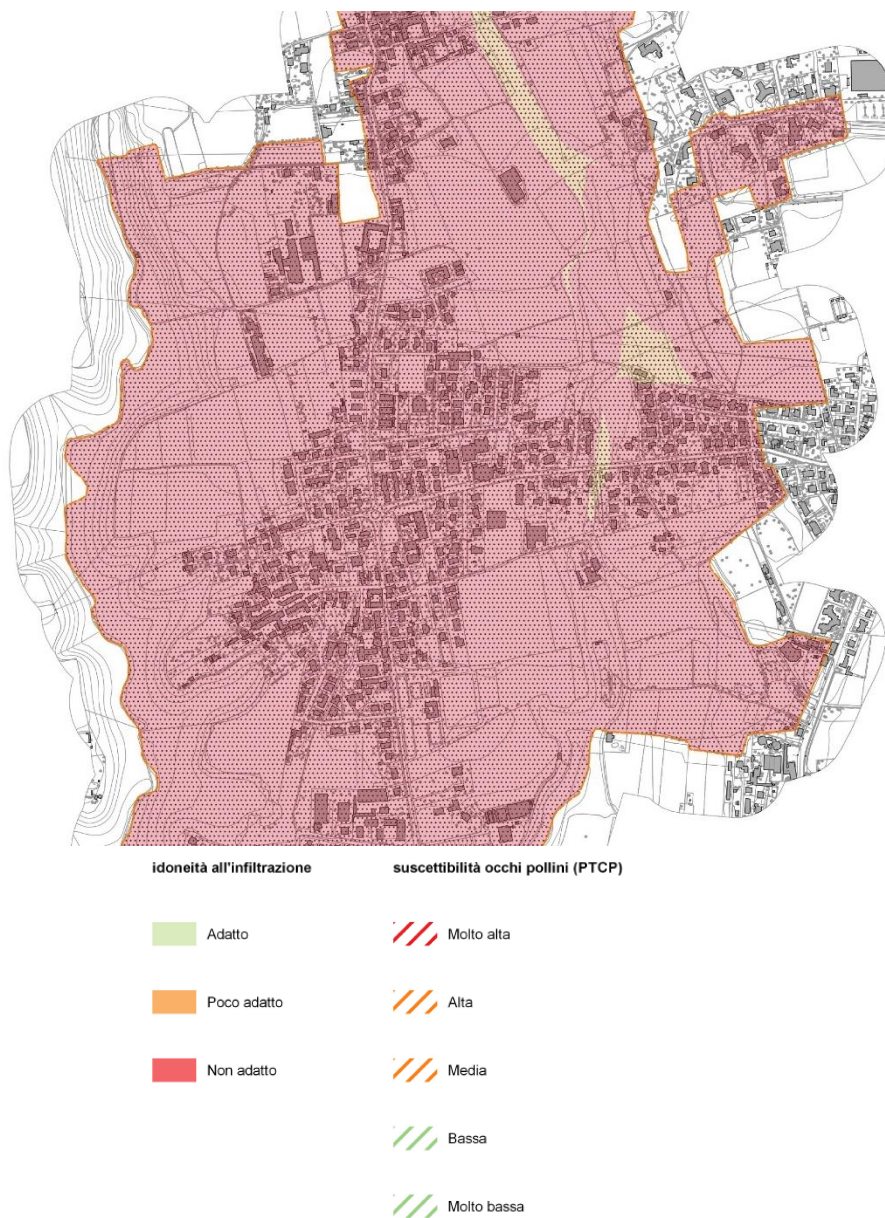 idoneità all'infiltrazione
Adatto
Poco adatto
Non adatto
suscettibilità occhi pollini (PTCP)
Molto alta
Alta
Media
Bassa
Molto bassa